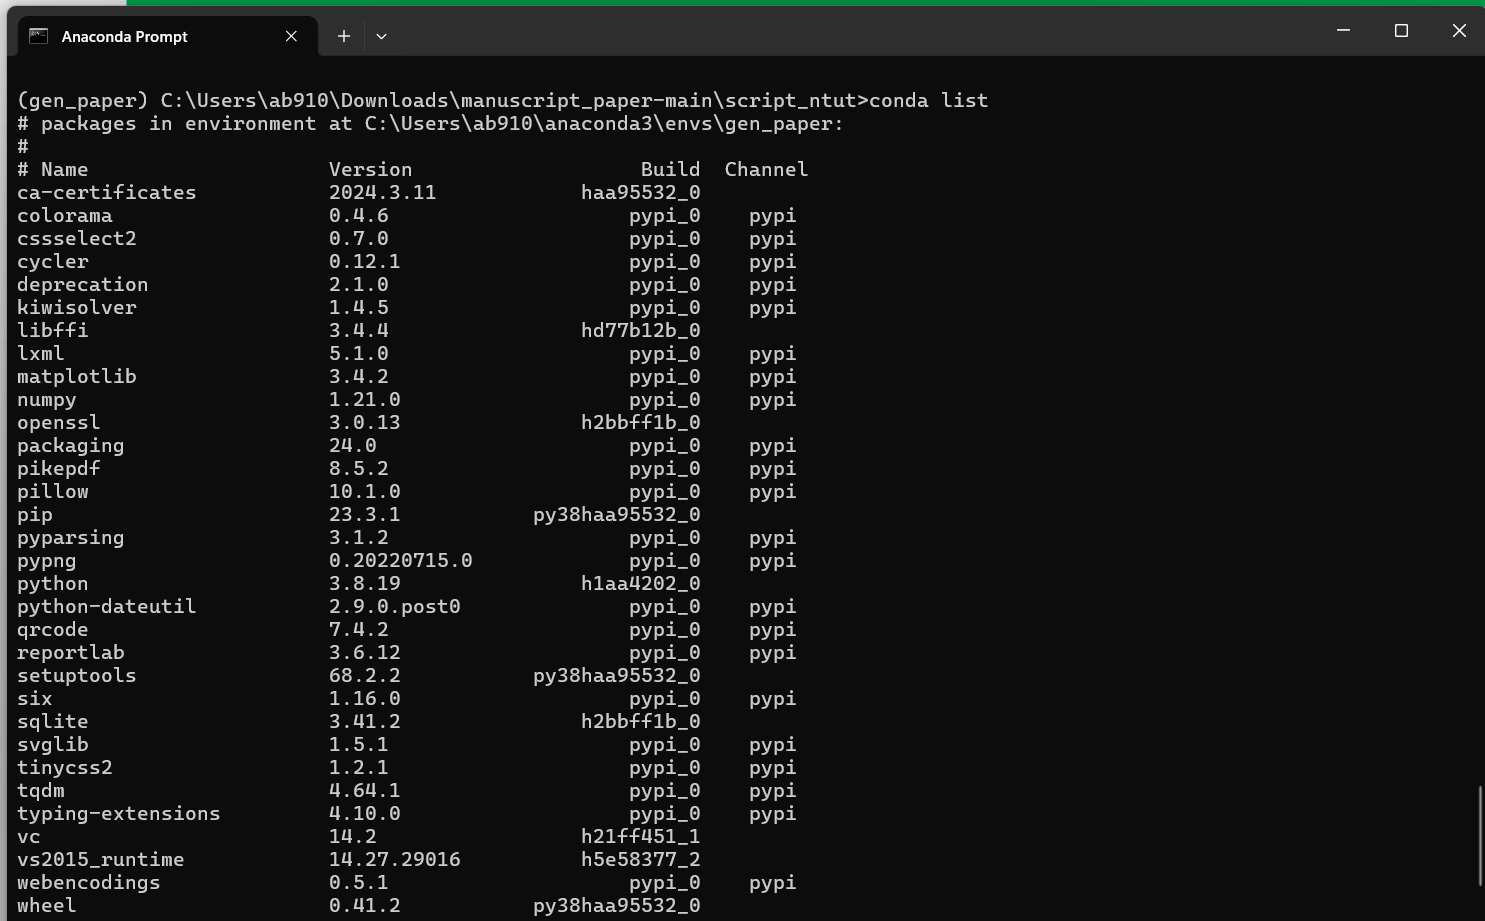 Anaconda Prompt
(gen_paper) C:\Users\ab910\Downloads\manuscript_paper-main\script_ntut>conda list
# packages in environment at C:\Users\ab910\anaconda3\envs\gen_paper:
#
# Name                    Version                   Build  Channel
ca-certificates           2024.3.11            haa95532_0
colorama                  0.4.6                    pypi_0    pypi
cssselect2                0.7.0                    pypi_0    pypi
cycler                    0.12.1                   pypi_0    pypi
deprecation               2.1.0                    pypi_0    pypi
kiwisolver                1.4.5                    pypi_0    pypi
libffi                    3.4.4                hd77b12b_0
lxml                      5.1.0                    pypi_0    pypi
matplotlib                3.4.2                    pypi_0    pypi
numpy                     1.21.0                   pypi_0    pypi
openssl                   3.0.13               h2bbff1b_0
packaging                 24.0                     pypi_0    pypi
pikepdf                   8.5.2                    pypi_0    pypi
pillow                    10.1.0                   pypi_0    pypi
pip                       23.3.1           py38haa95532_0
pyparsing                 3.1.2                    pypi_0    pypi
pypng                     0.20220715.0             pypi_0    pypi
python                    3.8.19               h1aa4202_0
python-dateutil           2.9.0.post0              pypi_0    pypi
qrcode                    7.4.2                    pypi_0    pypi
reportlab                 3.6.12                   pypi_0    pypi
setuptools                68.2.2           py38haa95532_0
six                       1.16.0                   pypi_0    pypi
sqlite                    3.41.2               h2bbff1b_0
svglib                    1.5.1                    pypi_0    pypi
tinycss2                  1.2.1                    pypi_0    pypi
tqdm                      4.64.1                   pypi_0    pypi
typing-extensions         4.10.0                   pypi_0    pypi
vc                        14.2                 h21ff451_1
vs2015_runtime            14.27.29016          h5e58377_2
webencodings              0.5.1                    pypi_0    pypi
wheel                     0.41.2           py38haa95532_0